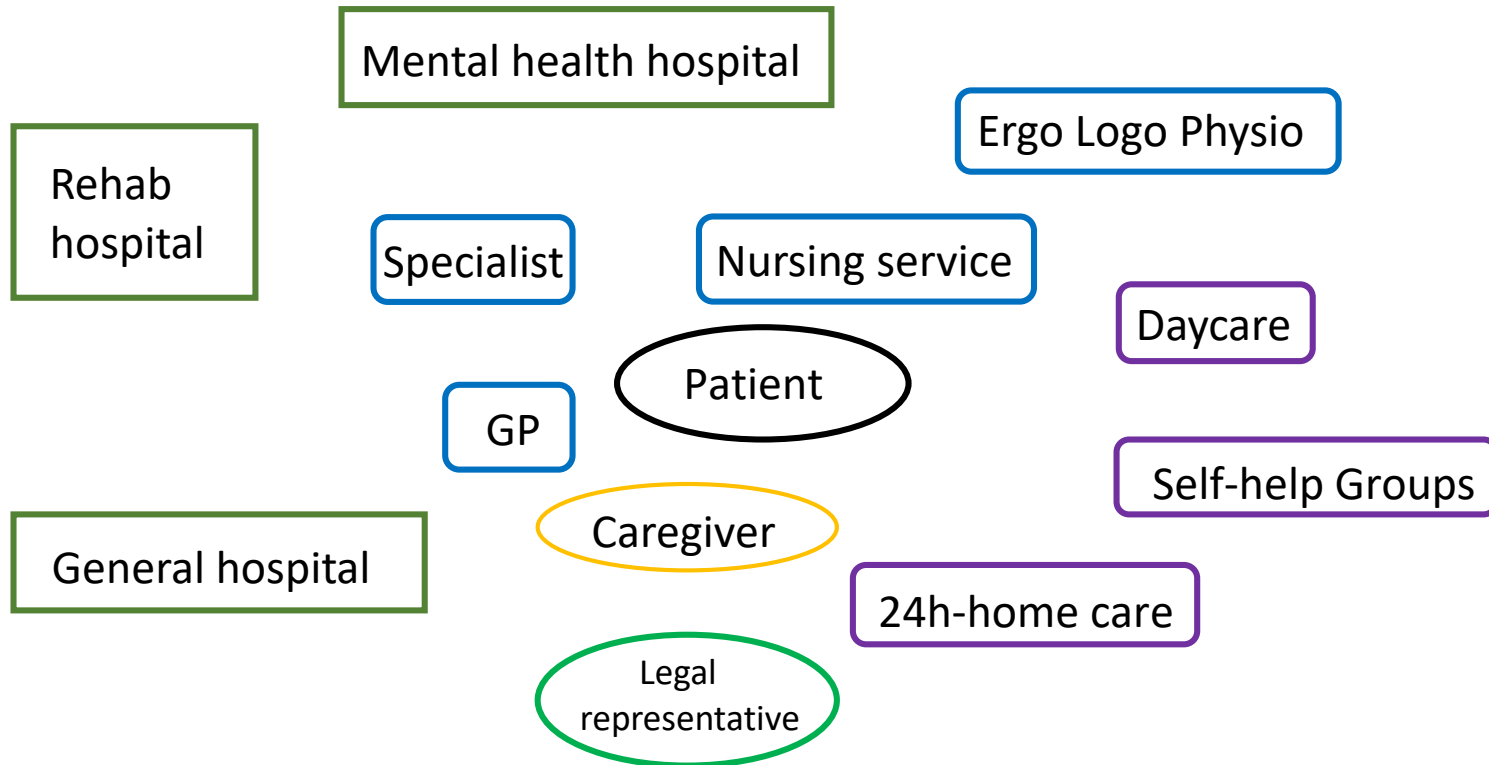 Mental health hospital
Ergo Logo Physio
Rehab
hospital
Specialist
Nursing service
Daycare
Patient
GP
Self-help Groups
Caregiver
General hospital
24h-home care
Legal
representative